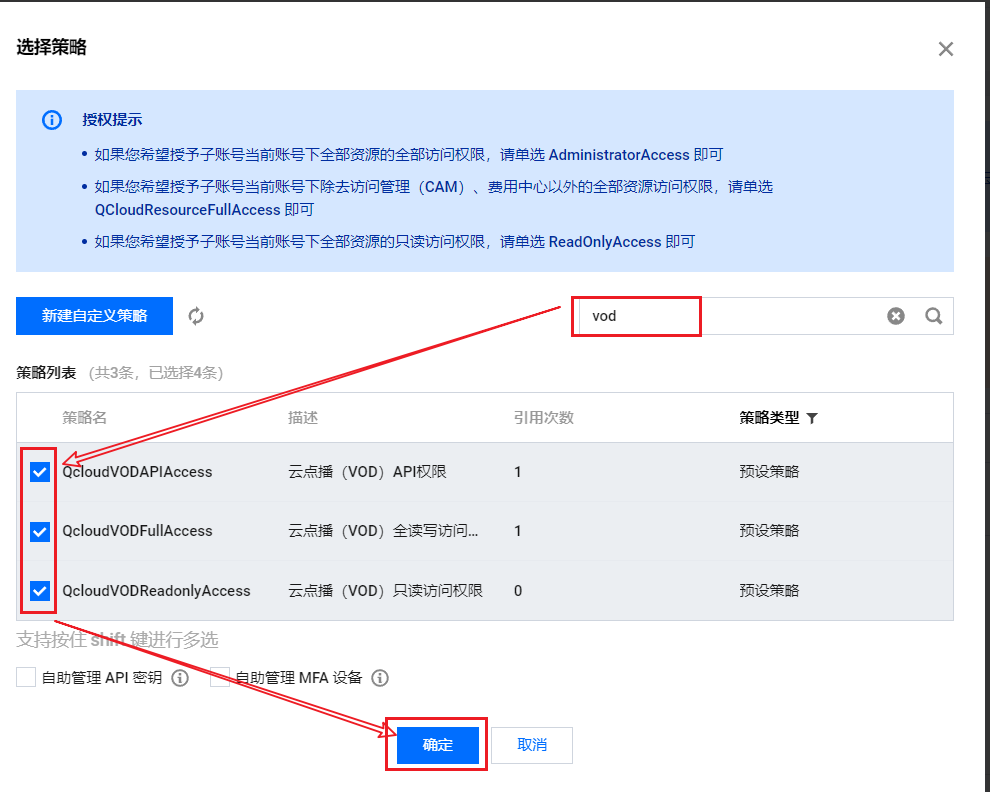 选择策略
授权提示
如果您希望授予子账号当前账号下全部资源的全部访问权限，请单选 AdministratorAccess 即可
如果您希望授予子账号当前账号下除去访问管理（CAM）、费用中心以外的全部资源访问权限，请单选
QCloudResourceFullAccess 即可
如果您希望授予子账号当前账号下全部资源的只读访问权限，请单选 ReadOnlyAccess 即可
新建自定义策略 vod
策略列表 （共3条，已选择4条）
策略名 描述 引用次数 策略类型
QcloudVODAPIAccess 云点播（VOD）API权限 1 预设策略
QcloudVODFullAccess 云点播（VOD）全读写访问... 1 预设策略
QcloudVODReadonlyAccess 云点播（VOD）只读访问权限 0 预设策略
支持按住 shift 键进行多选
自助管理 API 密钥 自助管理 MFA 设备
确定 取消